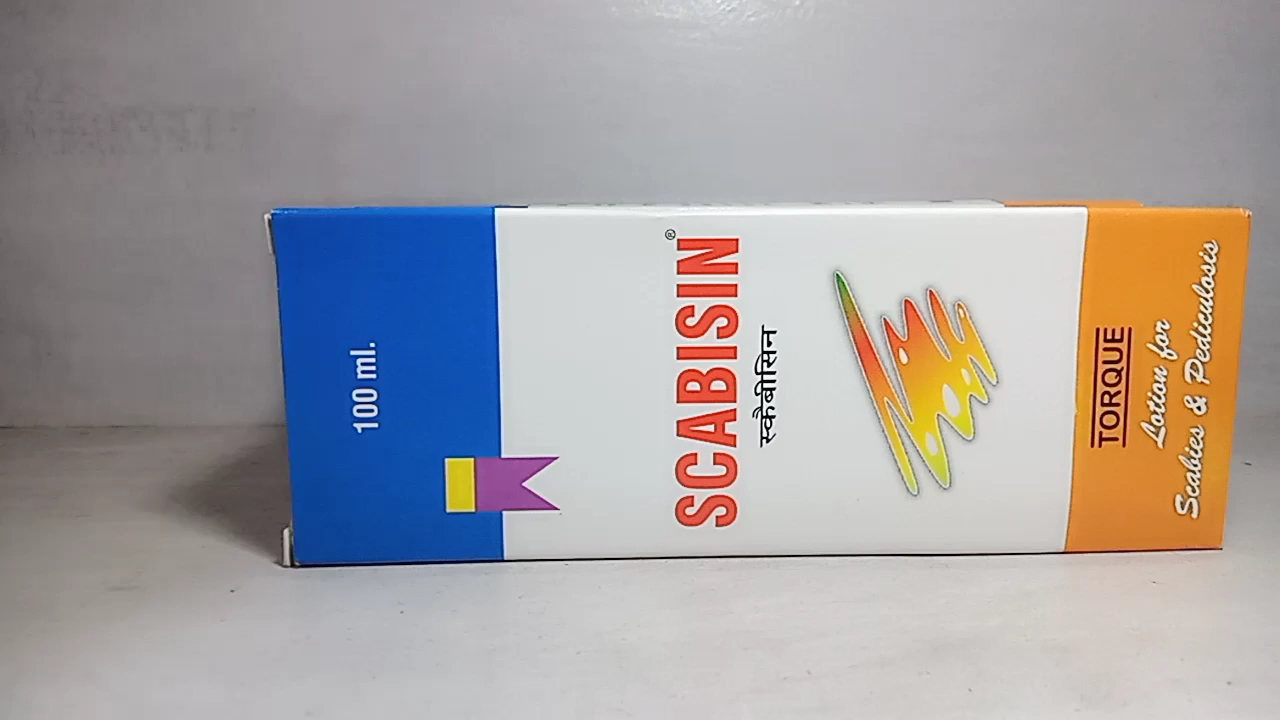 100 ml.
SCABISIN®
स्कैबीसिन
TORQUE
Lotion for
Scabies & Pediculosis